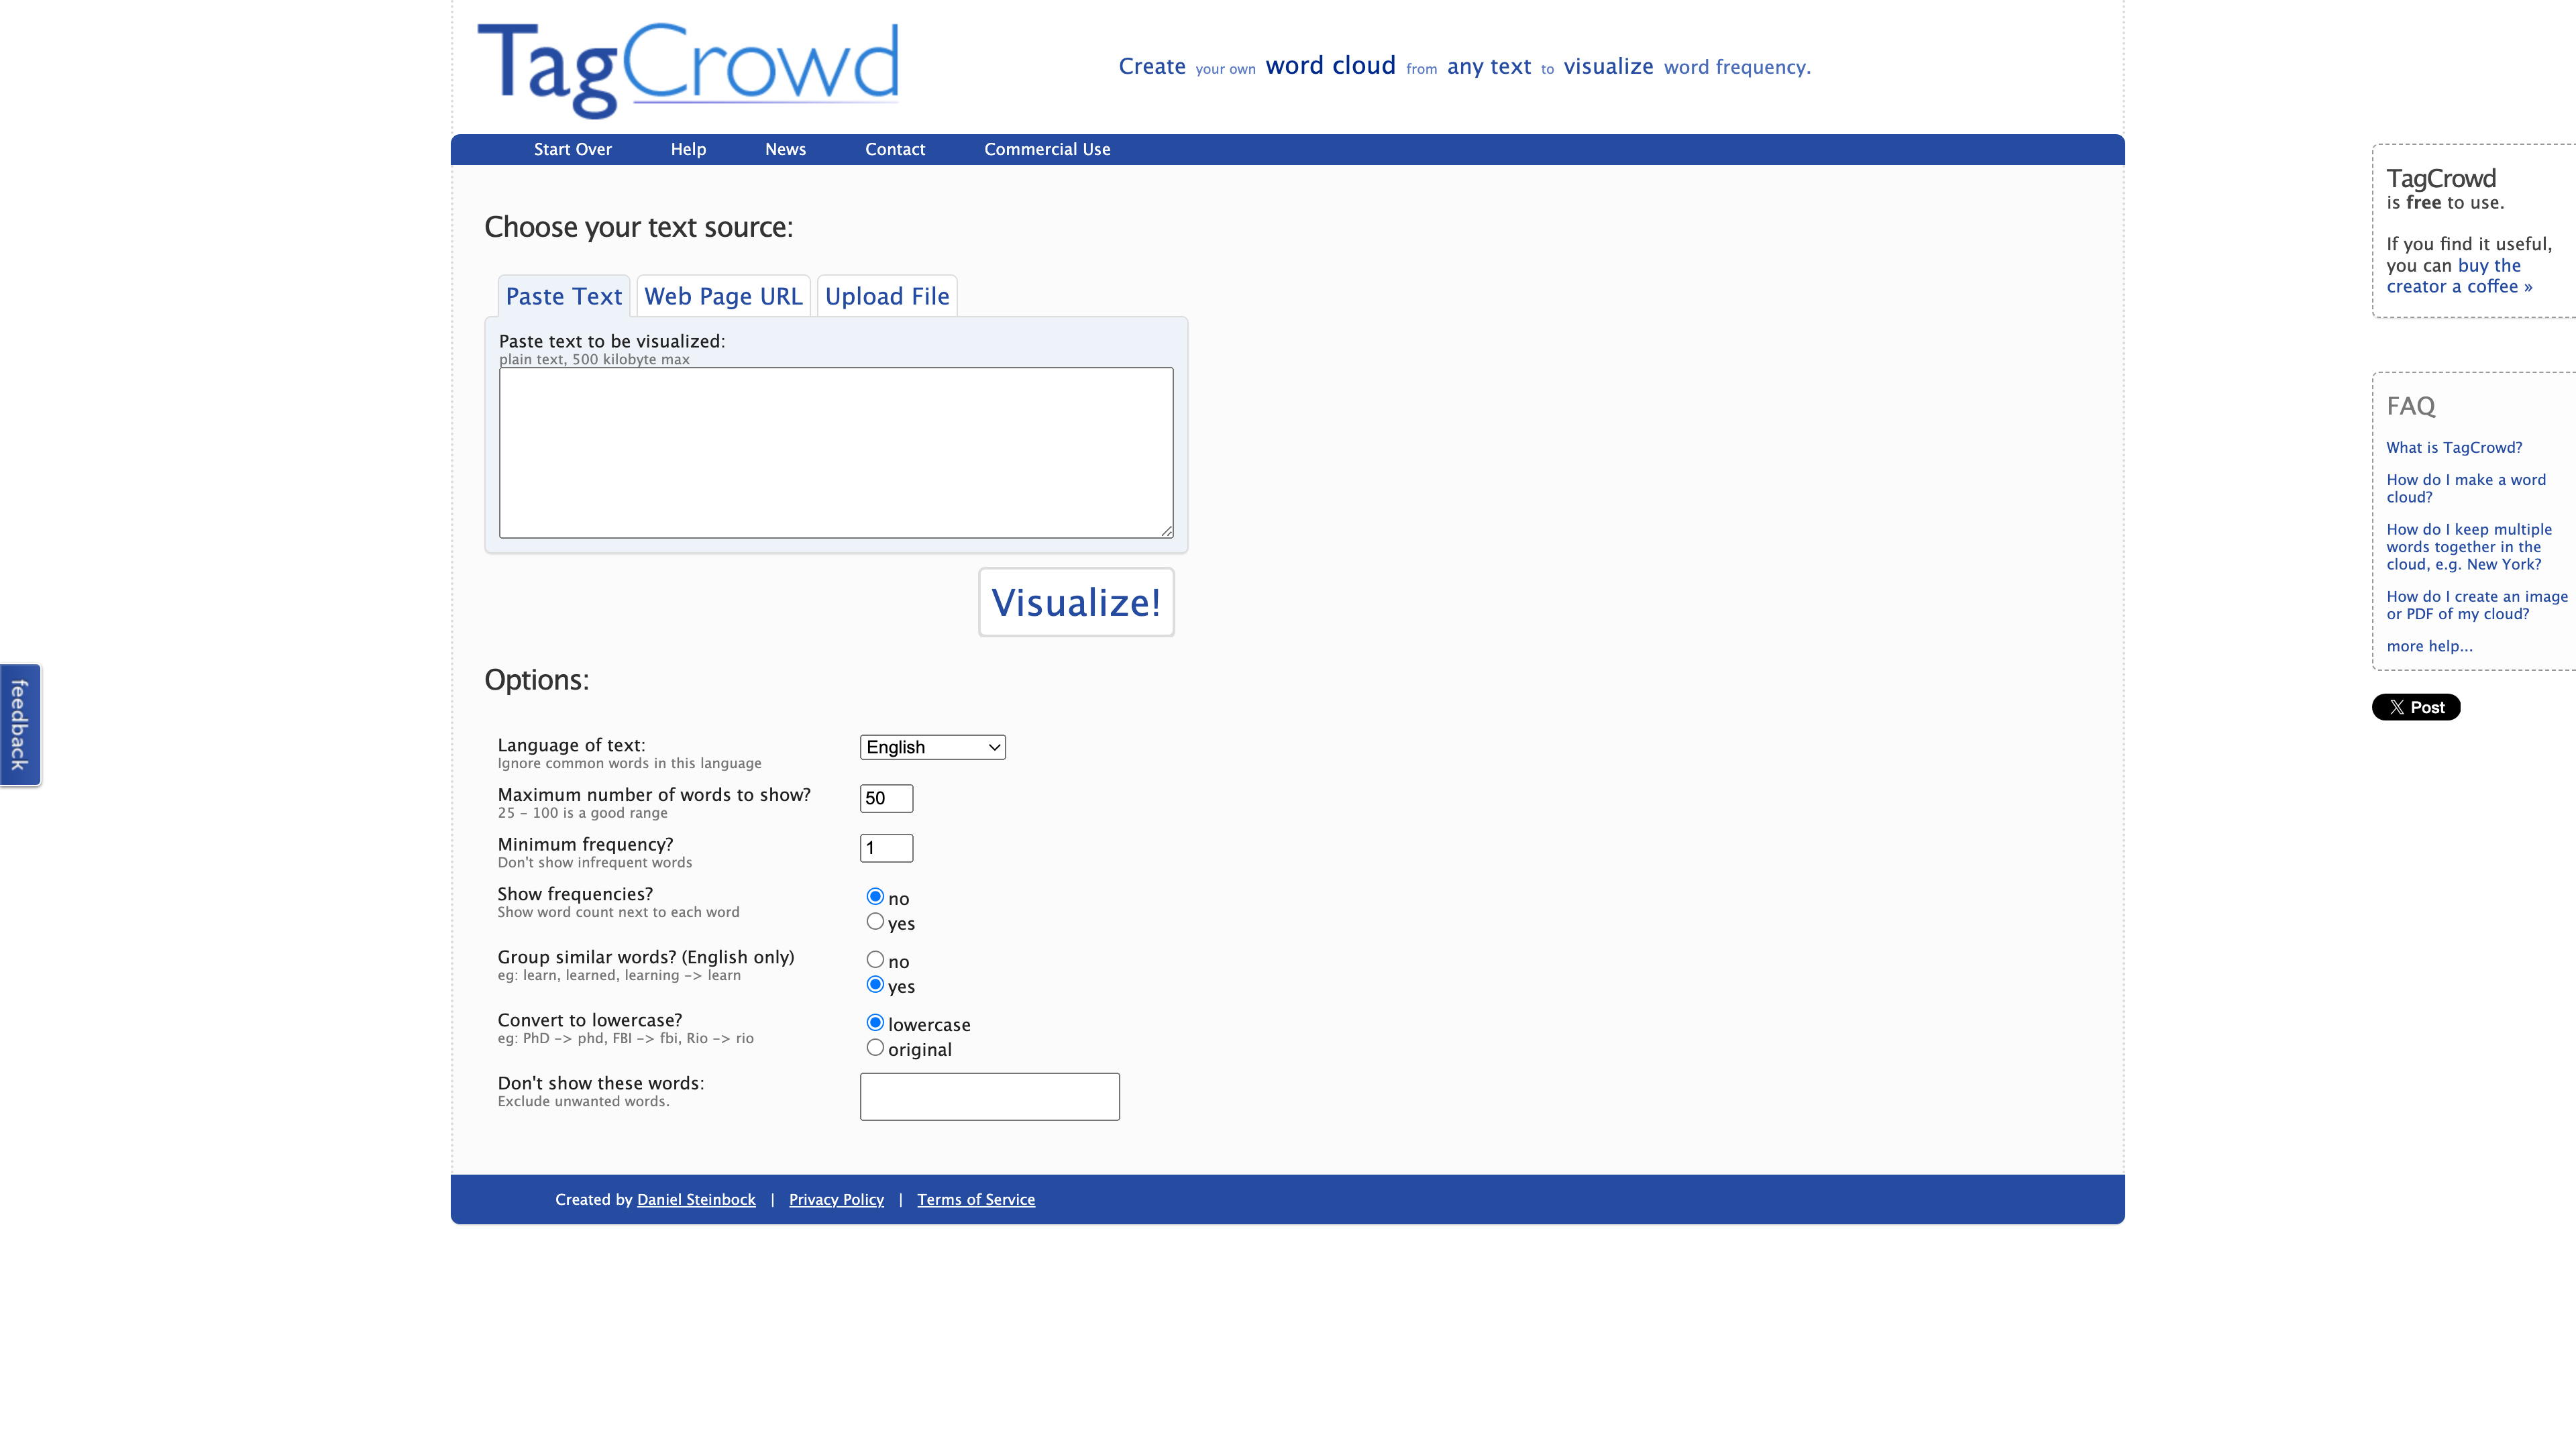 TagCrowd
Create your own word cloud from any text to visualize word frequency.
Start Over Help News Contact Commercial Use
Choose your text source:
Paste Text Web Page URL Upload File
Paste text to be visualized:
plain text, 500 kilobyte max
Visualize!
Options:
Language of text:
Ignore common words in this language
English
Maximum number of words to show?
25 - 100 is a good range
50
Minimum frequency?
Don't show infrequent words
1
Show frequencies?
Show word count next to each word
no
yes
Group similar words? (English only)
eg: learn, learned, learning -> learn
no
yes
Convert to lowercase?
eg: PhD -> phd, FBI -> fbi, Rio -> rio
lowercase
original
Don't show these words:
Exclude unwanted words.
Created by Daniel Steinbock | Privacy Policy | Terms of Service
TagCrowd
is free to use.
If you find it useful,
you can buy the
creator a coffee »
FAQ
What is TagCrowd?
How do I make a word
cloud?
How do I keep multiple
words together in the
cloud, e.g. New York?
How do I create an image
or PDF of my cloud?
more help...
X Post
feedback